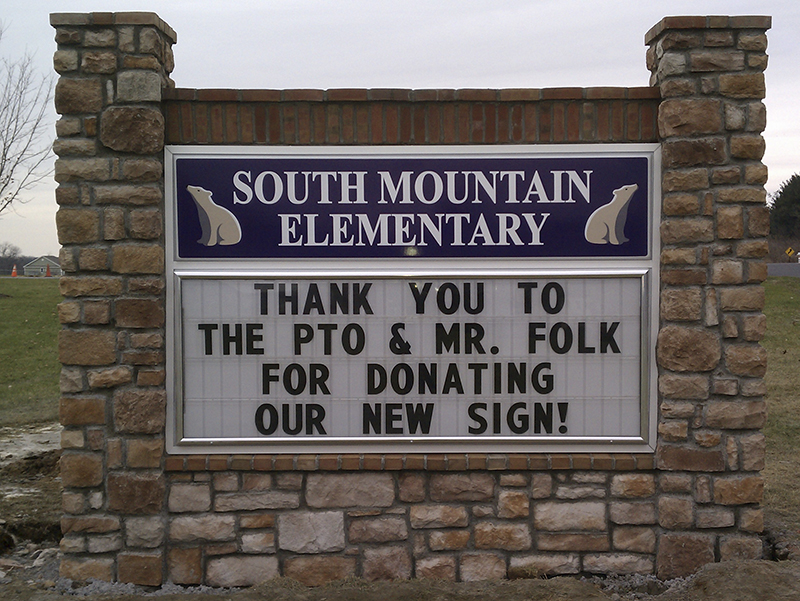 SOUTH MOUNTAIN
ELEMENTARY
THANK YOU TO
THE PTO & MR. FOLK
FOR DONATING
OUR NEW SIGN!